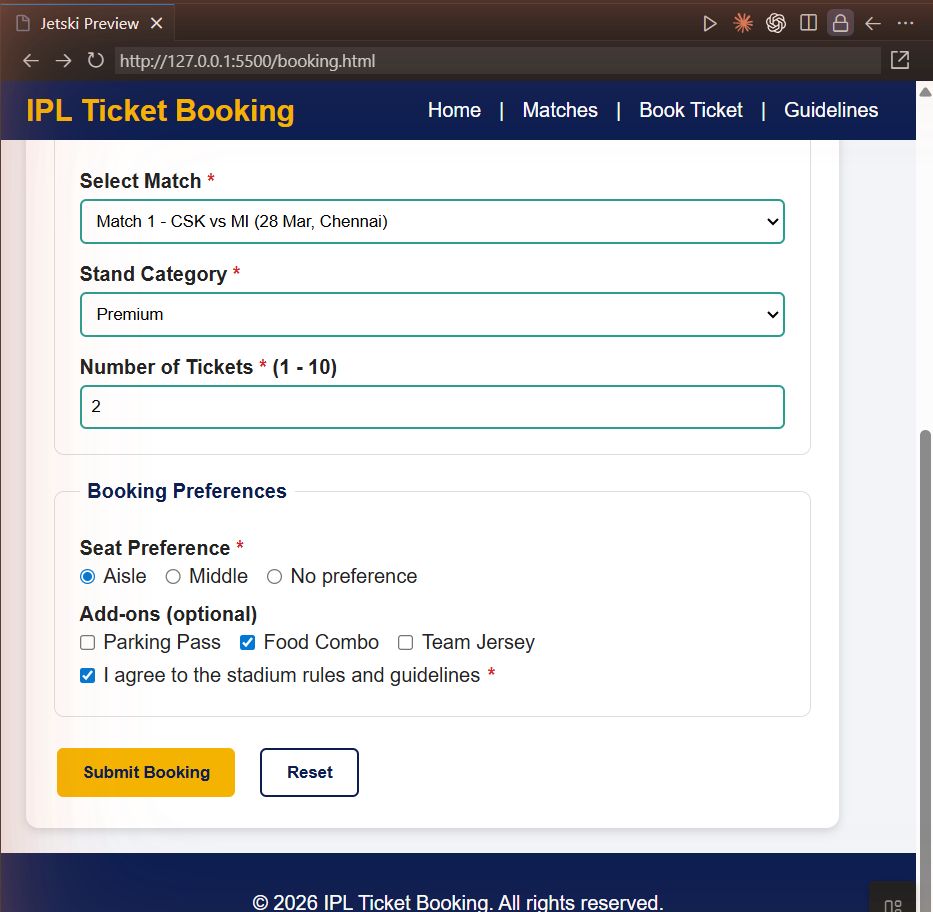 Jetski Preview
http://127.0.0.1:5500/booking.html
IPL Ticket Booking
Home | Matches | Book Ticket | Guidelines
Select Match *
Match 1 - CSK vs MI (28 Mar, Chennai)
Stand Category *
Premium
Number of Tickets * (1 - 10)
2
Booking Preferences
Seat Preference *
Aisle Middle No preference
Add-ons (optional)
Parking Pass Food Combo Team Jersey
I agree to the stadium rules and guidelines *
Submit Booking Reset
© 2026 IPL Ticket Booking. All rights reserved.